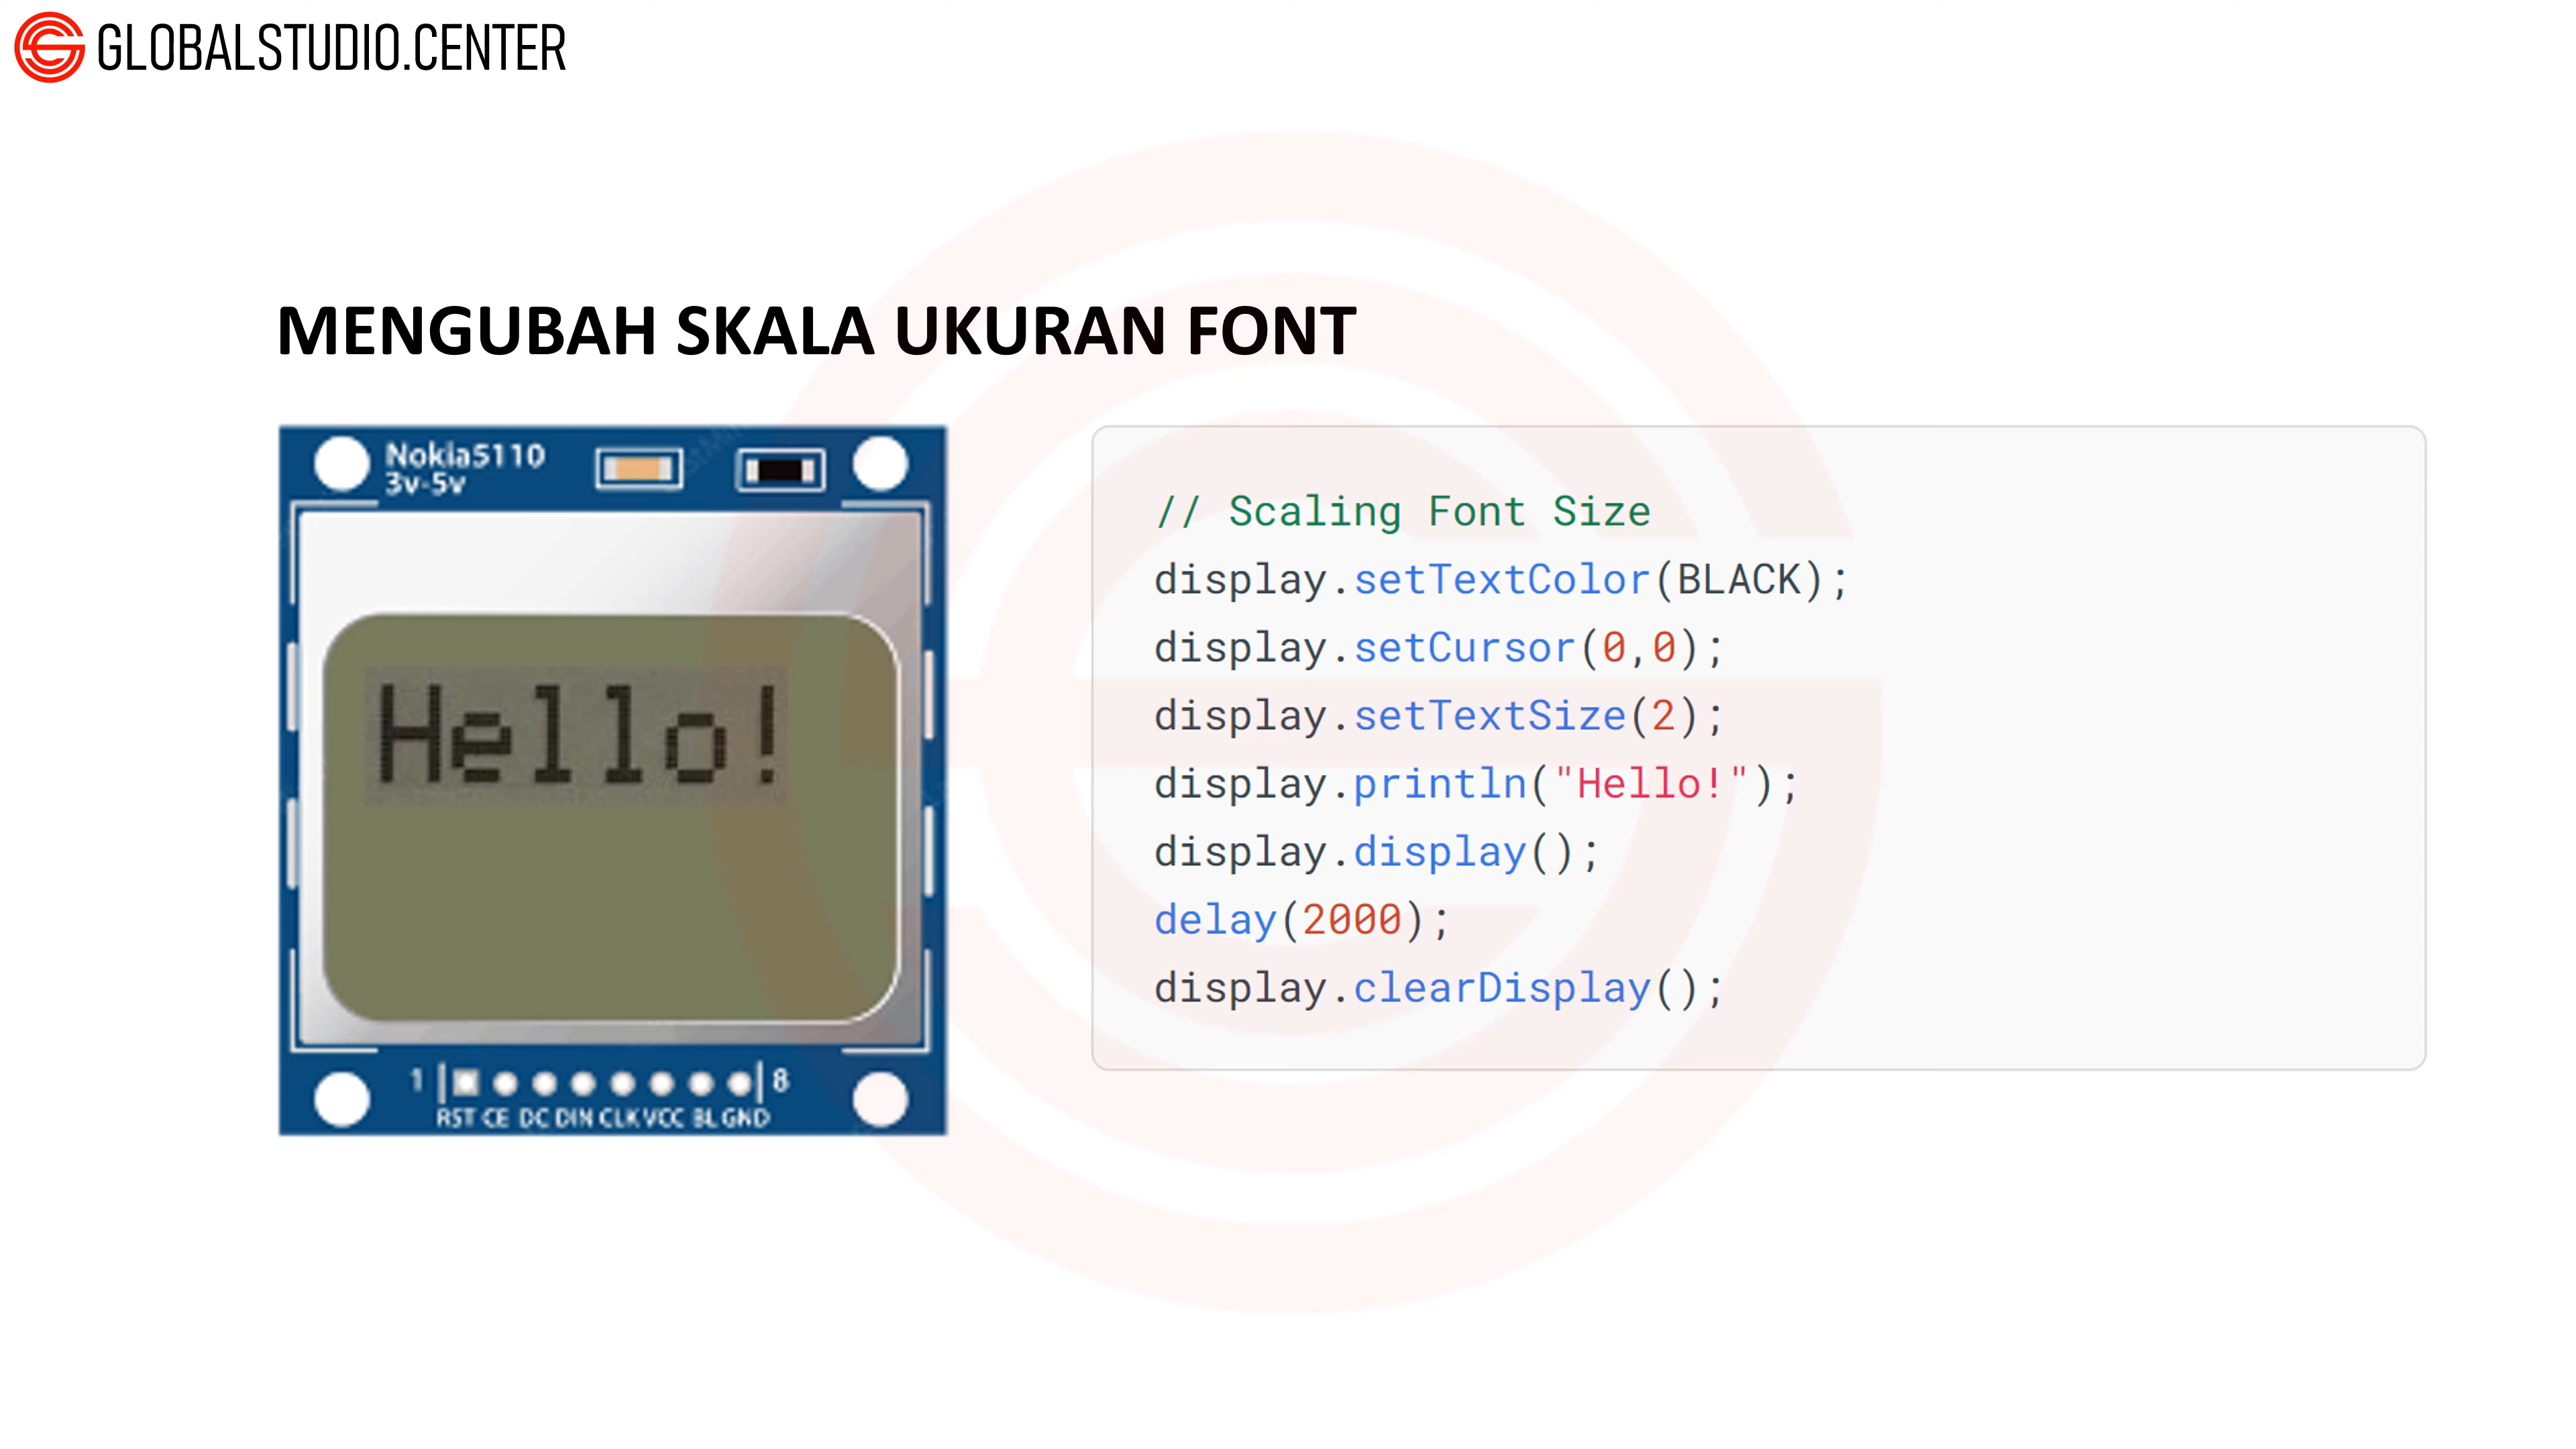 GLOBALSTUDIO.CENTER
MENGUBAH SKALA UKURAN FONT
Nokia5110
3v-5v
Hello!
1 8
RST CE DC DIN CLK VCC BL GND
// Scaling Font Size
display.setTextColor(BLACK);
display.setCursor(0,0);
display.setTextSize(2);
display.println("Hello!");
display.display();
delay(2000);
display.clearDisplay();